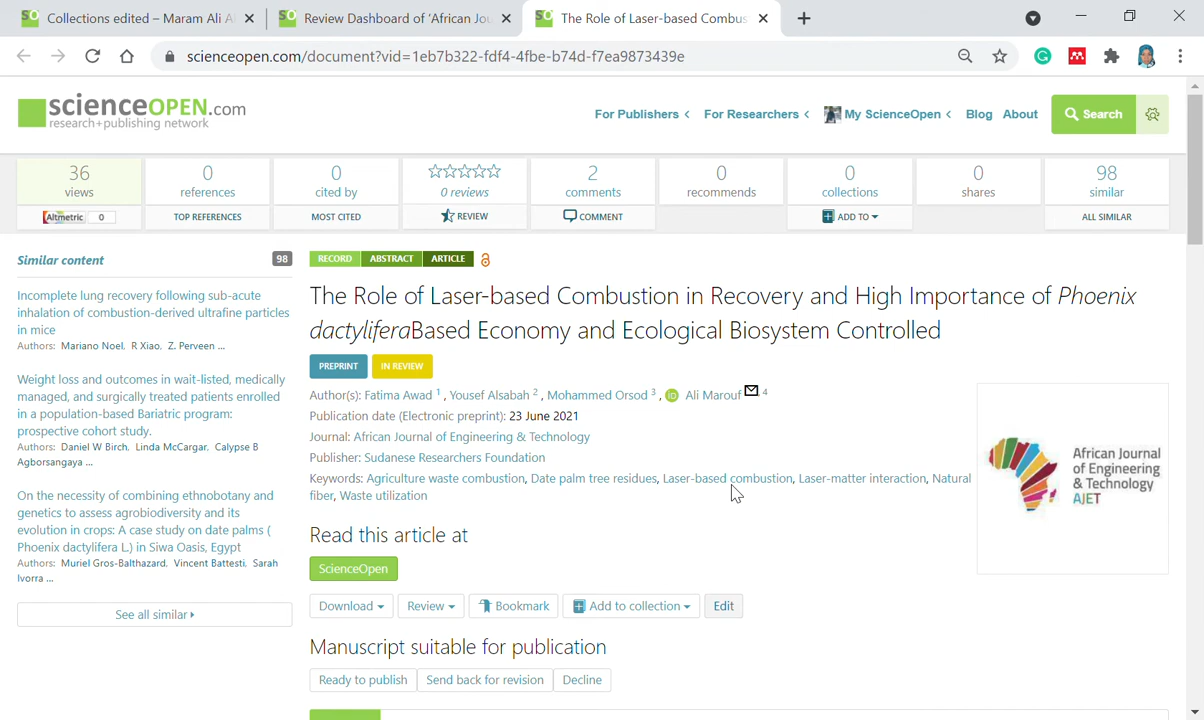 Collections edited – Maram Ali A
Review Dashboard of 'African Jou
The Role of Laser-based Combus
scienceopen.com/document?vid=1eb7b322-fdf4-4fbe-b74d-f7ea9873439e
scienceOPEN.com
research+publishing network
For Publishers
For Researchers
My ScienceOpen
Blog
About
Search
36
views
0
references
0
cited by
0 reviews
2
comments
0
recommends
0
collections
0
shares
98
similar
Altmetric 0
TOP REFERENCES
MOST CITED
REVIEW
COMMENT
ADD TO
ALL SIMILAR
Similar content 98
Incomplete lung recovery following sub-acute
inhalation of combustion-derived ultrafine particles
in mice
Authors: Mariano Noel, R Xiao, Z. Perveen ...
Weight loss and outcomes in wait-listed, medically
managed, and surgically treated patients enrolled
in a population-based Bariatric program:
prospective cohort study.
Authors: Daniel W Birch, Linda McCargar, Calypse B
Agborsangaya ...
On the necessity of combining ethnobotany and
genetics to assess agrobiodiversity and its
evolution in crops: A case study on date palms (
Phoenix dactylifera L.) in Siwa Oasis, Egypt
Authors: Muriel Gros-Balthazard, Vincent Battesti, Sarah
Ivorra ...
See all similar
RECORD ABSTRACT ARTICLE
The Role of Laser-based Combustion in Recovery and High Importance of Phoenix
dactyliferaBased Economy and Ecological Biosystem Controlled
PREPRINT IN REVIEW
Author(s): Fatima Awad 1 , Yousef Alsabah 2 , Mohammed Orsod 3 , iD Ali Marouf 4
Publication date (Electronic preprint): 23 June 2021
Journal: African Journal of Engineering & Technology
Publisher: Sudanese Researchers Foundation
Keywords: Agriculture waste combustion, Date palm tree residues, Laser-based combustion, Laser-matter interaction, Natural
fiber, Waste utilization
African Journal
of Engineering
& Technology
AJET
Read this article at
ScienceOpen
Download Review Bookmark Add to collection Edit
Manuscript suitable for publication
Ready to publish Send back for revision Decline